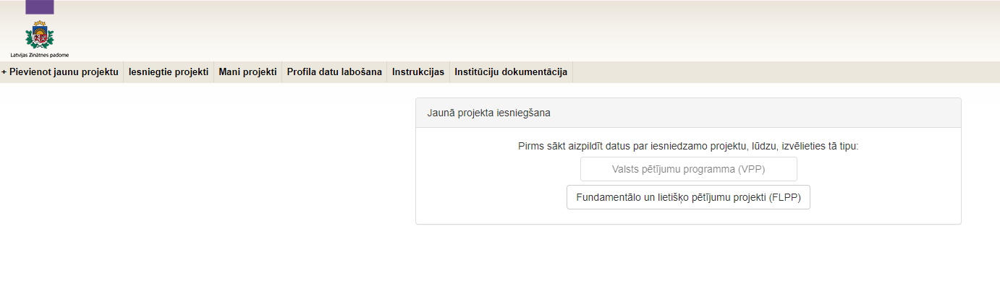 Latvijas Zinātnes padome
+ Pievienot jaunu projektu Iesniegtie projekti Mani projekti Profila datu labošana Instrukcijas Institūciju dokumentācija
Jaunā projekta iesniegšana
Pirms sākt aizpildīt datus par iesniedzamo projektu, lūdzu, izvēlieties tā tipu:
Valsts pētījumu programma (VPP)
Fundamentālo un lietišķo pētījumu projekti (FLPP)